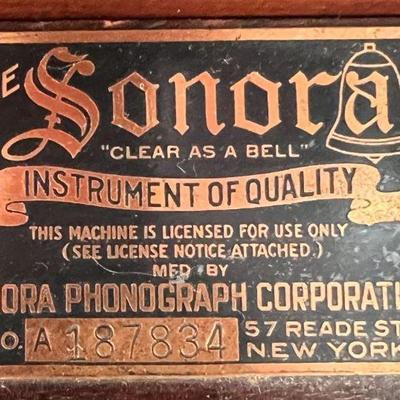 E Sonora
"CLEAR AS A BELL"
INSTRUMENT OF QUALITY
THIS MACHINE IS LICENSED FOR USE ONLY
(SEE LICENSE NOTICE ATTACHED.)
MFD BY
ORA PHONOGRAPH CORPORATI
O. A 187834 57 READE ST
NEW YORK